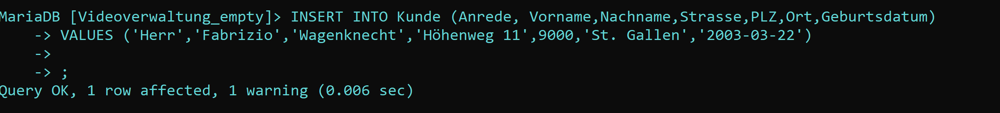 MariaDB [Videoverwaltung_empty]> INSERT INTO Kunde (Anrede, Vorname,Nachname,Strasse,PLZ,Ort,Geburtsdatum)
    -> VALUES ('Herr','Fabrizio','Wagenknecht','Höhenweg 11',9000,'St. Gallen','2003-03-22')
    ->
    -> ;
Query OK, 1 row affected, 1 warning (0.006 sec)